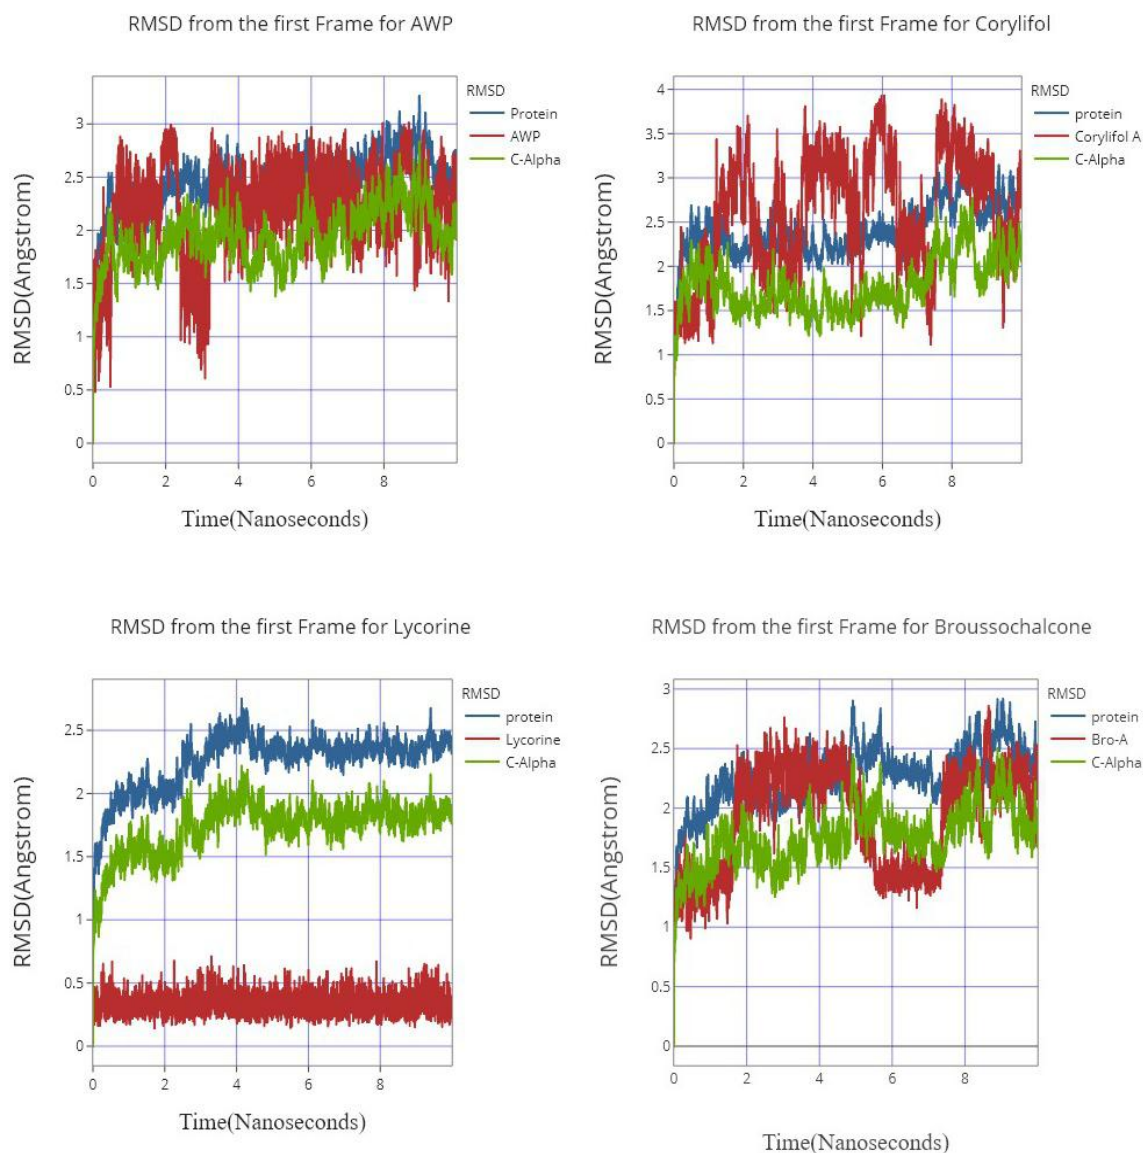 RMSD from the first Frame for AWP
RMSD(Angstrom)
3
2.5
2
1.5
1
0.5
0
0 2 4 6 8
Time(Nanoseconds)
RMSD
Protein
AWP
C-Alpha
RMSD from the first Frame for Corylifol
RMSD(Angstrom)
4
3.5
3
2.5
2
1.5
1
0.5
0
0 2 4 6 8
Time(Nanoseconds)
RMSD
protein
Corylifol A
C-Alpha
RMSD from the first Frame for Lycorine
RMSD(Angstrom)
2.5
2
1.5
1
0.5
0
0 2 4 6 8
Time(Nanoseconds)
RMSD
protein
Lycorine
C-Alpha
RMSD from the first Frame for Broussochalcone
RMSD(Angstrom)
3
2.5
2
1.5
1
0.5
0
0 2 4 6 8
Time(Nanoseconds)
RMSD
protein
Bro-A
C-Alpha